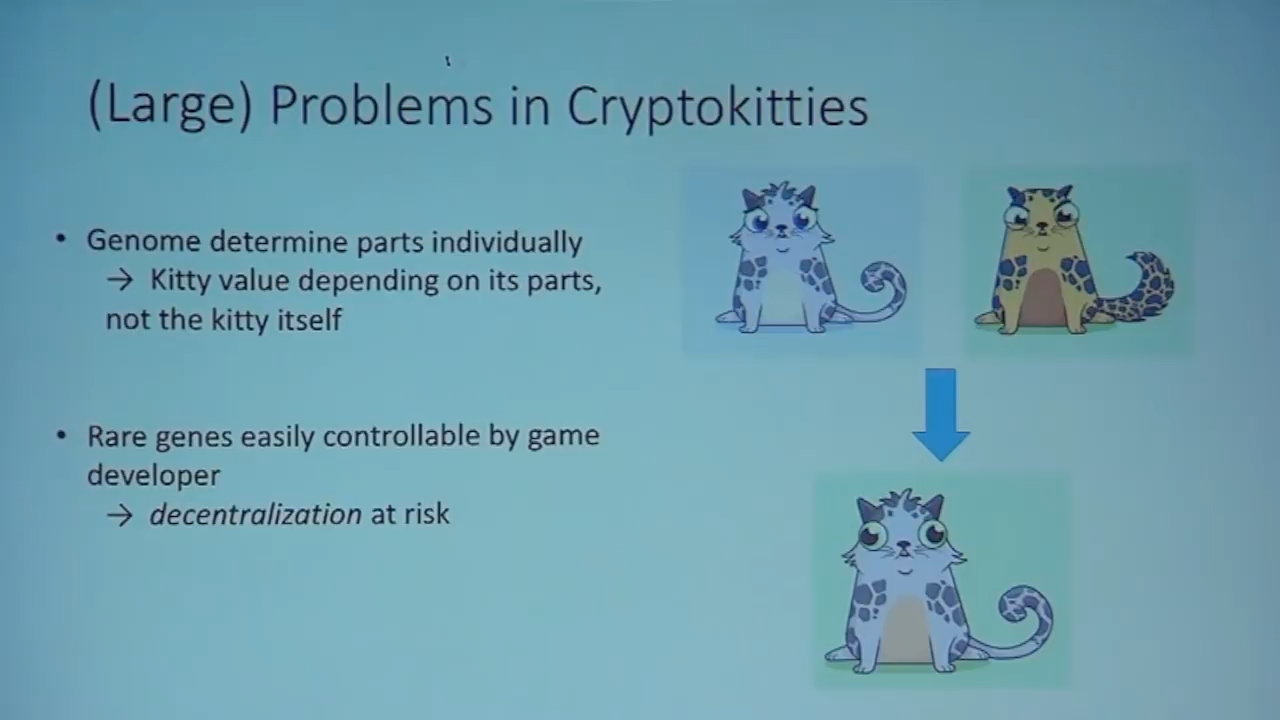 (Large) Problems in Cryptokitties
• Genome determine parts individually
→ Kitty value depending on its parts,
not the kitty itself
• Rare genes easily controllable by game
developer
→ decentralization at risk